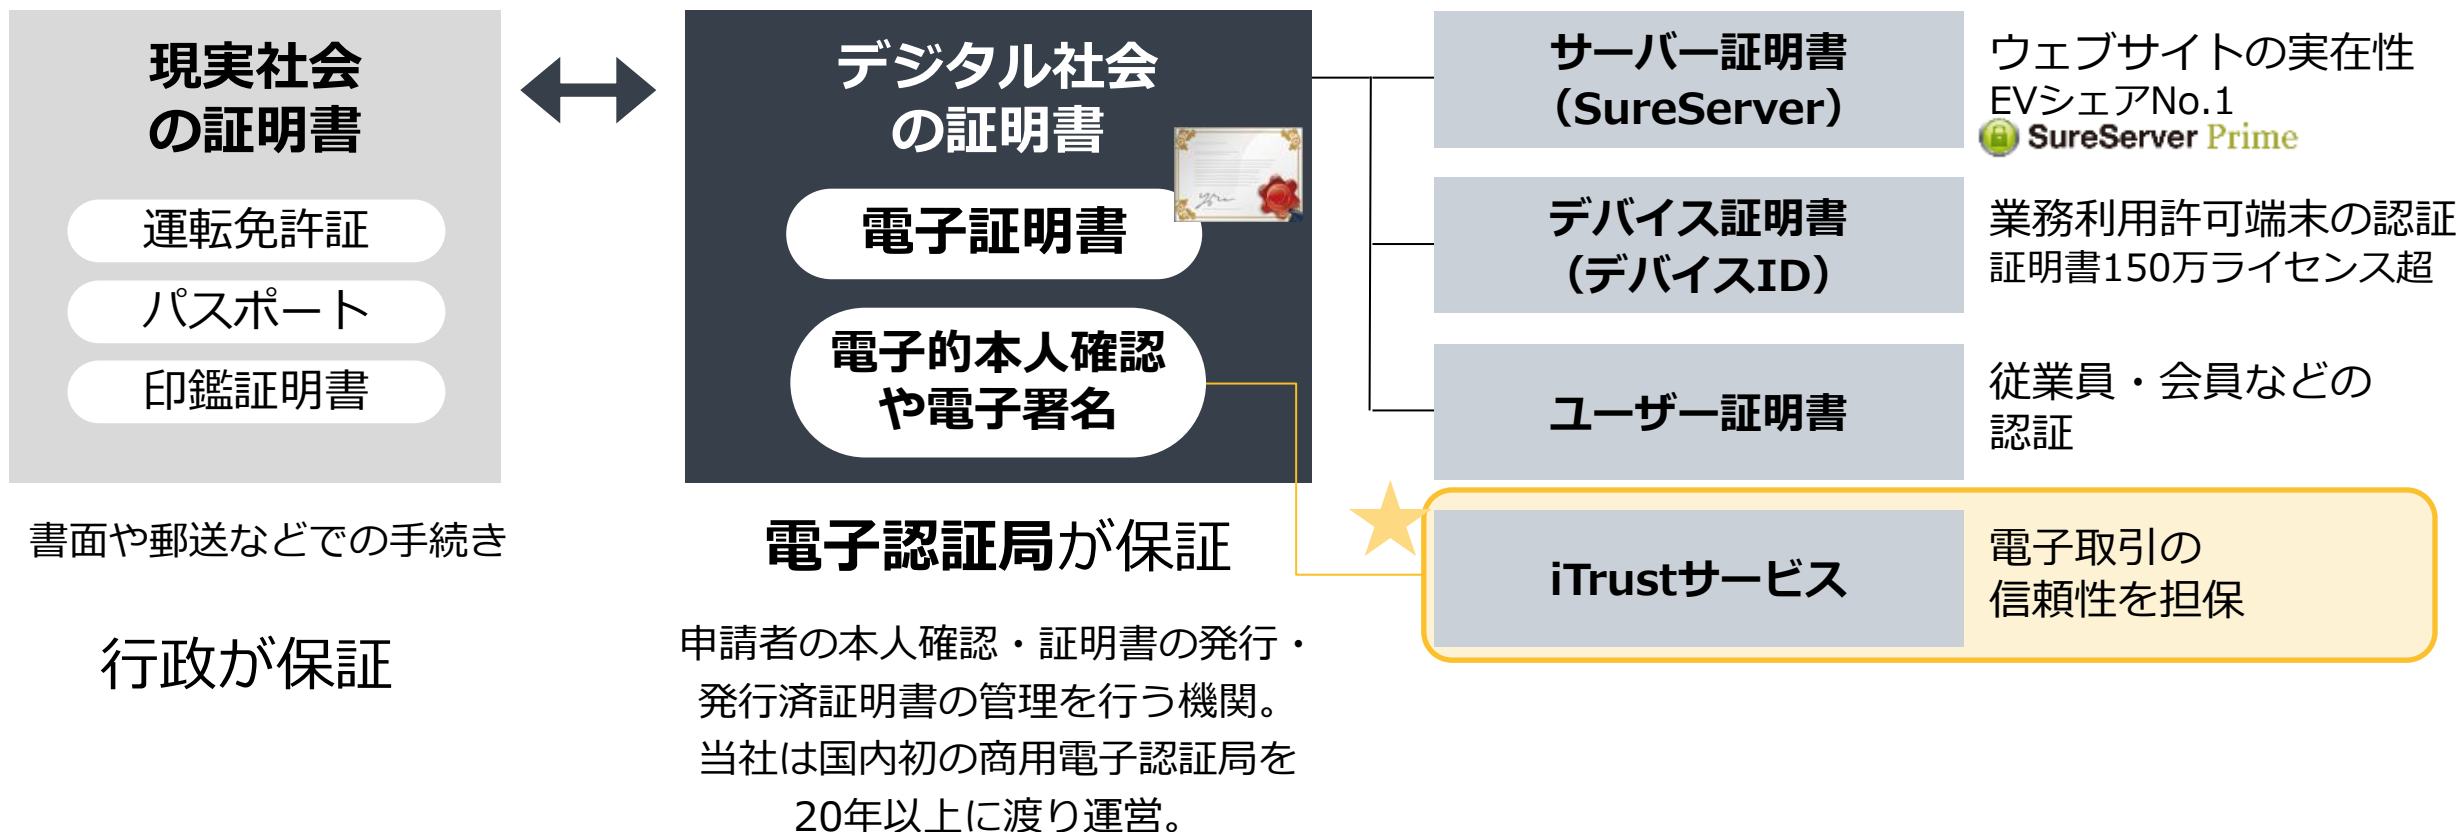 現実社会
の証明書
運転免許証
パスポート
印鑑証明書
書面や郵送などでの手続き
行政が保証
デジタル社会
の証明書
電子証明書
電子的本人確認
や電子署名
電子認証局が保証
申請者の本人確認・証明書の発行・
発行済証明書の管理を行う機関。
当社は国内初の商用電子認証局を
20年以上に渡り運営。
サーバー証明書
（SureServer）
ウェブサイトの実在性
EVシェアNo.1
SureServer Prime
デバイス証明書
（デバイスID）
業務利用許可端末の認証
証明書150万ライセンス超
ユーザー証明書
従業員・会員などの
認証
iTrustサービス
電子取引の
信頼性を担保